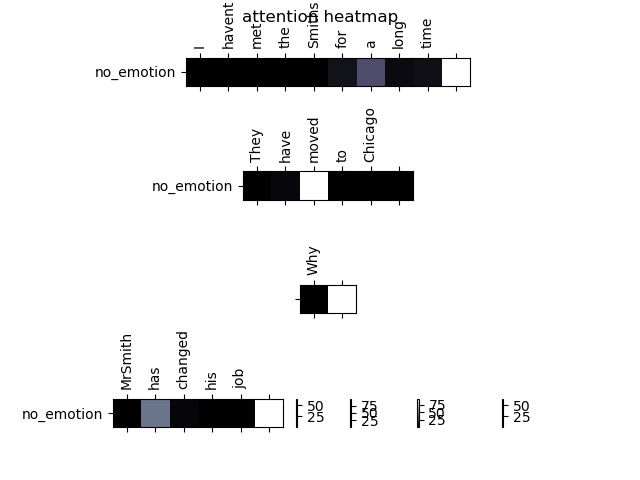 attention heatmap
I havent met the Smiths for a long time
no_emotion
They have moved to Chicago
no_emotion
Why
MrSmith has changed his job
no_emotion
50 75 75 50
25 50 50 25
25 25